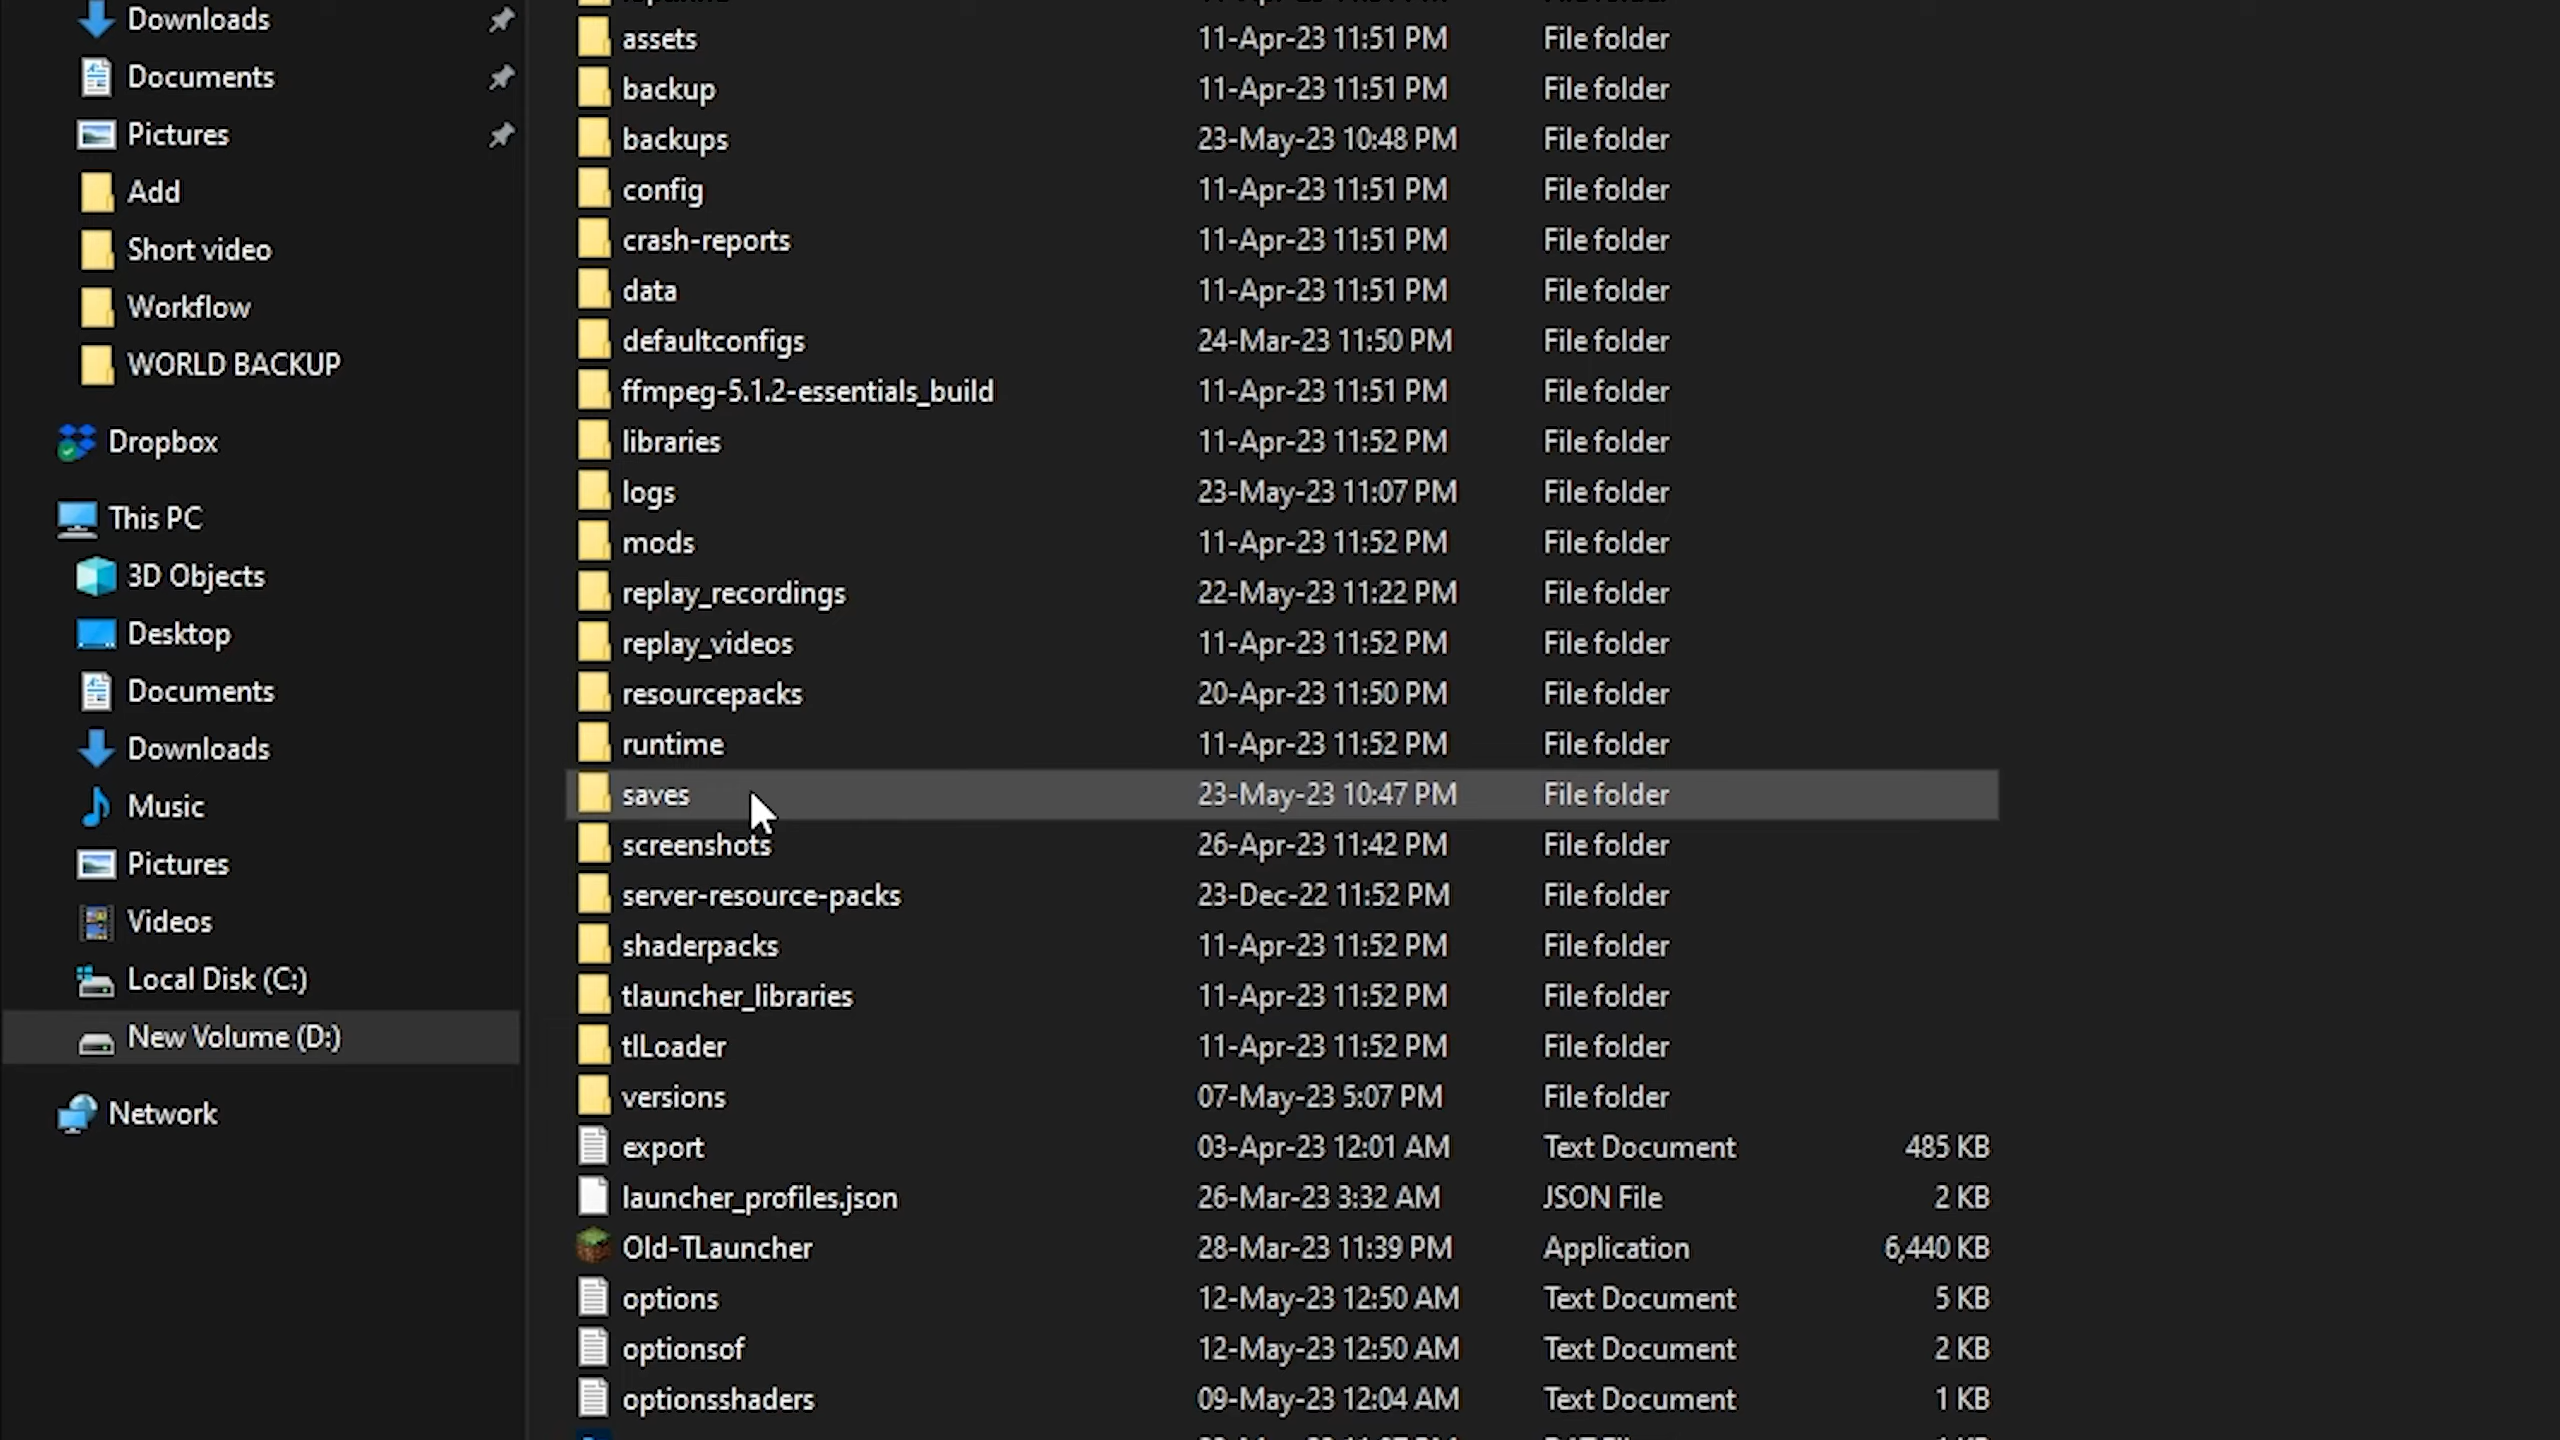 Downloads
Documents
Pictures
Add
Short video
Workflow
WORLD BACKUP
Dropbox
This PC
3D Objects
Desktop
Documents
Downloads
Music
Pictures
Videos
Local Disk (C:)
New Volume (D:)
Network
assets 11-Apr-23 11:51 PM File folder
backup 11-Apr-23 11:51 PM File folder
backups 23-May-23 10:48 PM File folder
config 11-Apr-23 11:51 PM File folder
crash-reports 11-Apr-23 11:51 PM File folder
data 11-Apr-23 11:51 PM File folder
defaultconfigs 24-Mar-23 11:50 PM File folder
ffmpeg-5.1.2-essentials_build 11-Apr-23 11:51 PM File folder
libraries 11-Apr-23 11:52 PM File folder
logs 23-May-23 11:07 PM File folder
mods 11-Apr-23 11:52 PM File folder
replay_recordings 22-May-23 11:22 PM File folder
replay_videos 11-Apr-23 11:52 PM File folder
resourcepacks 20-Apr-23 11:50 PM File folder
runtime 11-Apr-23 11:52 PM File folder
saves 23-May-23 10:47 PM File folder
screenshots 26-Apr-23 11:42 PM File folder
server-resource-packs 23-Dec-22 11:52 PM File folder
shaderpacks 11-Apr-23 11:52 PM File folder
tlauncher_libraries 11-Apr-23 11:52 PM File folder
tlLoader 11-Apr-23 11:52 PM File folder
versions 07-May-23 5:07 PM File folder
export 03-Apr-23 12:01 AM Text Document 485 KB
launcher_profiles.json 26-Mar-23 3:32 AM JSON File 2 KB
Old-TLauncher 28-Mar-23 11:39 PM Application 6,440 KB
options 12-May-23 12:50 AM Text Document 5 KB
optionsof 12-May-23 12:50 AM Text Document 2 KB
optionsshaders 09-May-23 12:04 AM Text Document 1 KB